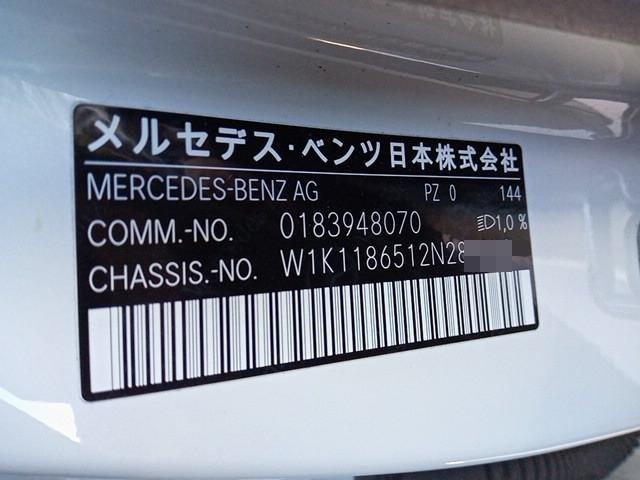 メルセデス・ベンツ日本株式会社
MERCEDES-BENZ AG PZ 0 144
COMM.-NO. 0183948070 1,0 %
CHASSIS.-NO. W1K1186512N28